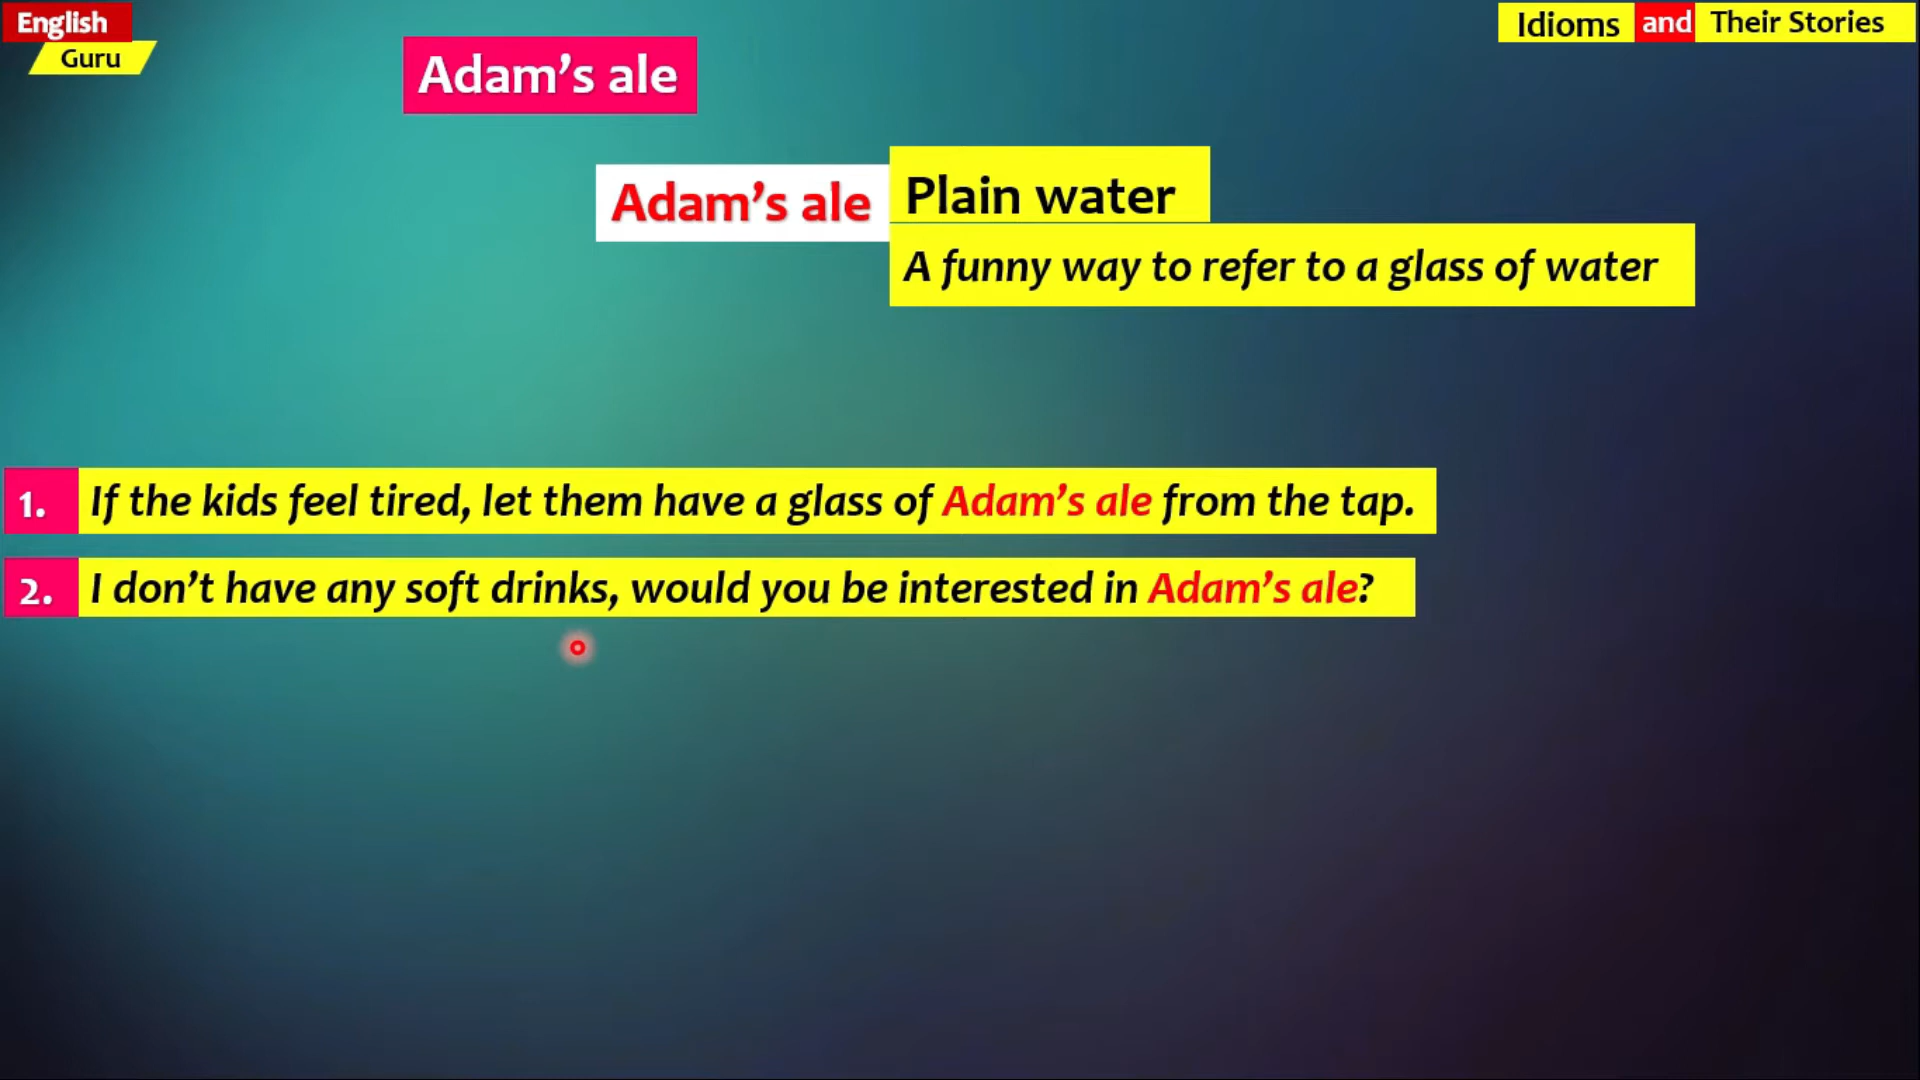 English
Guru
Idioms and Their Stories
Adam’s ale
Adam’s ale Plain water
A funny way to refer to a glass of water
1. If the kids feel tired, let them have a glass of Adam’s ale from the tap.
2. I don’t have any soft drinks, would you be interested in Adam’s ale?